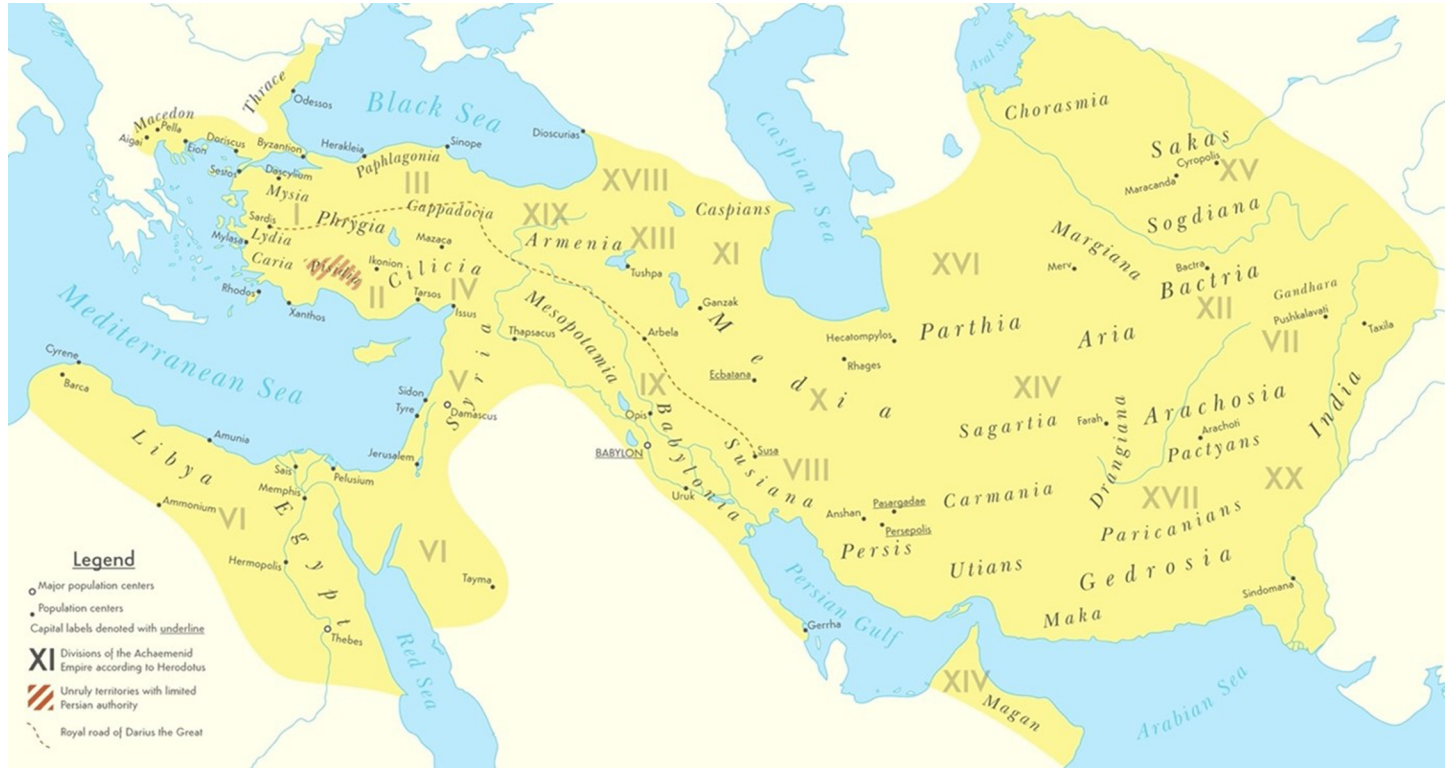 Aral Sea
Chorasmia
Thrace
Odessos
Black Sea
Macedon
Pella
Aigai
Eion
Doriscus
Byzantion
Herakleia
Sinope
Dioscurias
Caspian Sea
Sakas
Cyropolis
XV
Maracanda
Paphlagonia
Sestos
Dascylium
Mysia
III
XVIII
I
Phrygia
Gappadocia
XIX
Caspians
Sogdiana
Sardis
Mylasa
Lydia
Mazaca
Armenia
XIII
XI
XVI
Margiana
Merv
Bactra
Bactria
Caria
Pisidia
Ikonion
Cilicia
Tushpa
XII
Gandhara
Rhodos
II
Tarsos
IV
Issus
Xanthos
Mediterranean Sea
Mesopotamia
Ganzak
Pushkalavati
Taxila
Thapsacus
Arbela
Media
Hecatompylos
Parthia
Aria
VII
Rhages
Cyrene
Barca
Syria
V
Sidon
Tyre
Damascus
Ecbatana
IX
X
XIV
India
Opis
Babylonia
Sagartia
Farah
Drangiana
Arachosia
Arachoti
Pactyans
Libya
Amunia
Jerusalem
BABYLON
Susiana
Susa
VIII
Sais
Pelusium
Memphis
Uruk
Carmania
XVII
XX
Ammonium
VI
Egypt
Anshan
Pasargadae
Persepolis
Persis
Paricanians
VI
Hermopolis
Tayma
Utians
Gedrosia
Sindomana
Persian Gulf
Maka
Thebes
Red Sea
Gerrha
XIV
Magan
Arabian Sea
Legend
Major population centers
Population centers
Capital labels denoted with underline
XI Divisions of the Achaemenid
Empire according to Herodotus
Unruly territories with limited
Persian authority
Royal road of Darius the Great